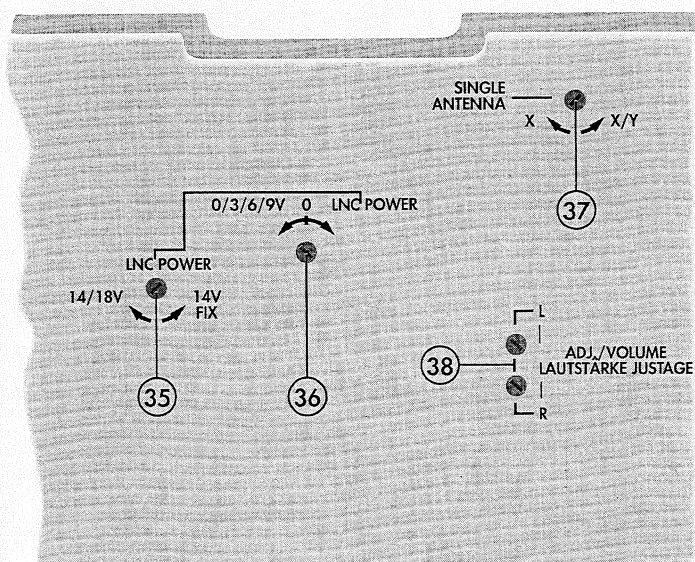 SINGLE
ANTENNA
X X/Y
37
0/3/6/9V 0 LNC POWER
LNC POWER
14/18V 14V
FIX
35
36
L
38
ADJ./VOLUME
LAUTSTÄRKE JUSTAGE
R